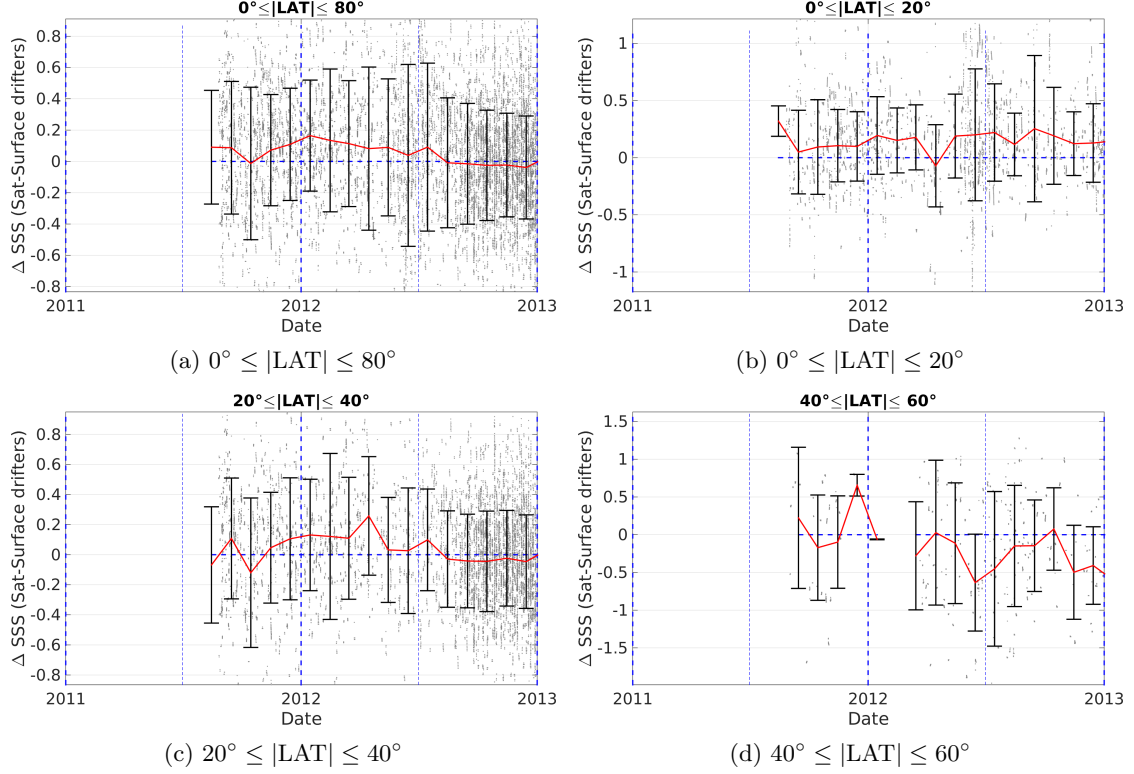 0°≤|LAT|≤ 80°
Δ SSS (Sat-Surface drifters)
0.8
0.6
0.4
0.2
0
-0.2
-0.4
-0.6
-0.8
2011
2012
2013
Date
(a) 0° ≤ |LAT| ≤ 80°
0°≤|LAT|≤ 20°
Δ SSS (Sat-Surface drifters)
1
0.5
0
-0.5
-1
2011
2012
2013
Date
(b) 0° ≤ |LAT| ≤ 20°
20°≤|LAT|≤ 40°
Δ SSS (Sat-Surface drifters)
0.8
0.6
0.4
0.2
0
-0.2
-0.4
-0.6
-0.8
2011
2012
2013
Date
(c) 20° ≤ |LAT| ≤ 40°
40°≤|LAT|≤ 60°
Δ SSS (Sat-Surface drifters)
1.5
1
0.5
0
-0.5
-1
-1.5
2011
2012
2013
Date
(d) 40° ≤ |LAT| ≤ 60°